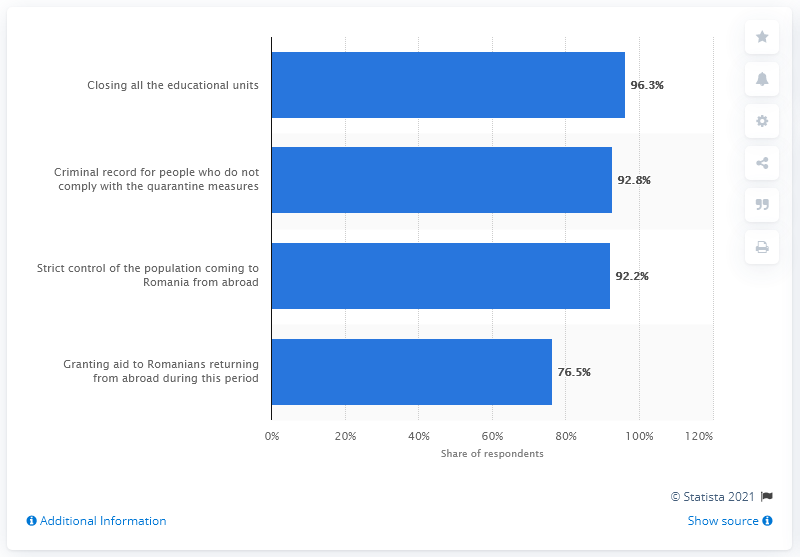 Closing all the educational units
96.3%
Criminal record for people who do not
comply with the quarantine measures
92.8%
Strict control of the population coming to
Romania from abroad
92.2%
Granting aid to Romanians returning
from abroad during this period
76.5%
0% 20% 40% 60% 80% 100% 120%
Share of respondents
© Statista 2021
Additional Information
Show source